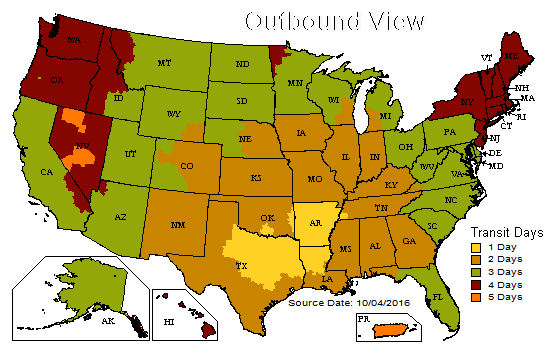 Outbound View
WA
OR
CA
ID
NV
MT
WY
UT
AZ
CO
NM
ND
SD
NE
KS
OK
TX
MN
IA
MO
AR
LA
WI
IL
MS
MI
IN
KY
TN
AL
OH
WV
GA
FL
SC
NC
VA
PA
NY
VT
ME
NH
MA
RI
CT
NJ
DE
MD
AK
HI
PR
Transit Days
1 Day
2 Days
3 Days
4 Days
5 Days
Source Date: 10/04/2016